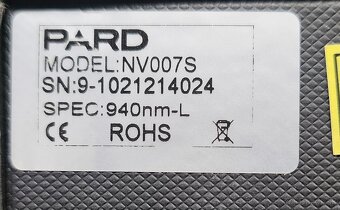 PARD
MODEL:NV007S
SN:9-1021214024
SPEC:940nm-L
CE ROHS